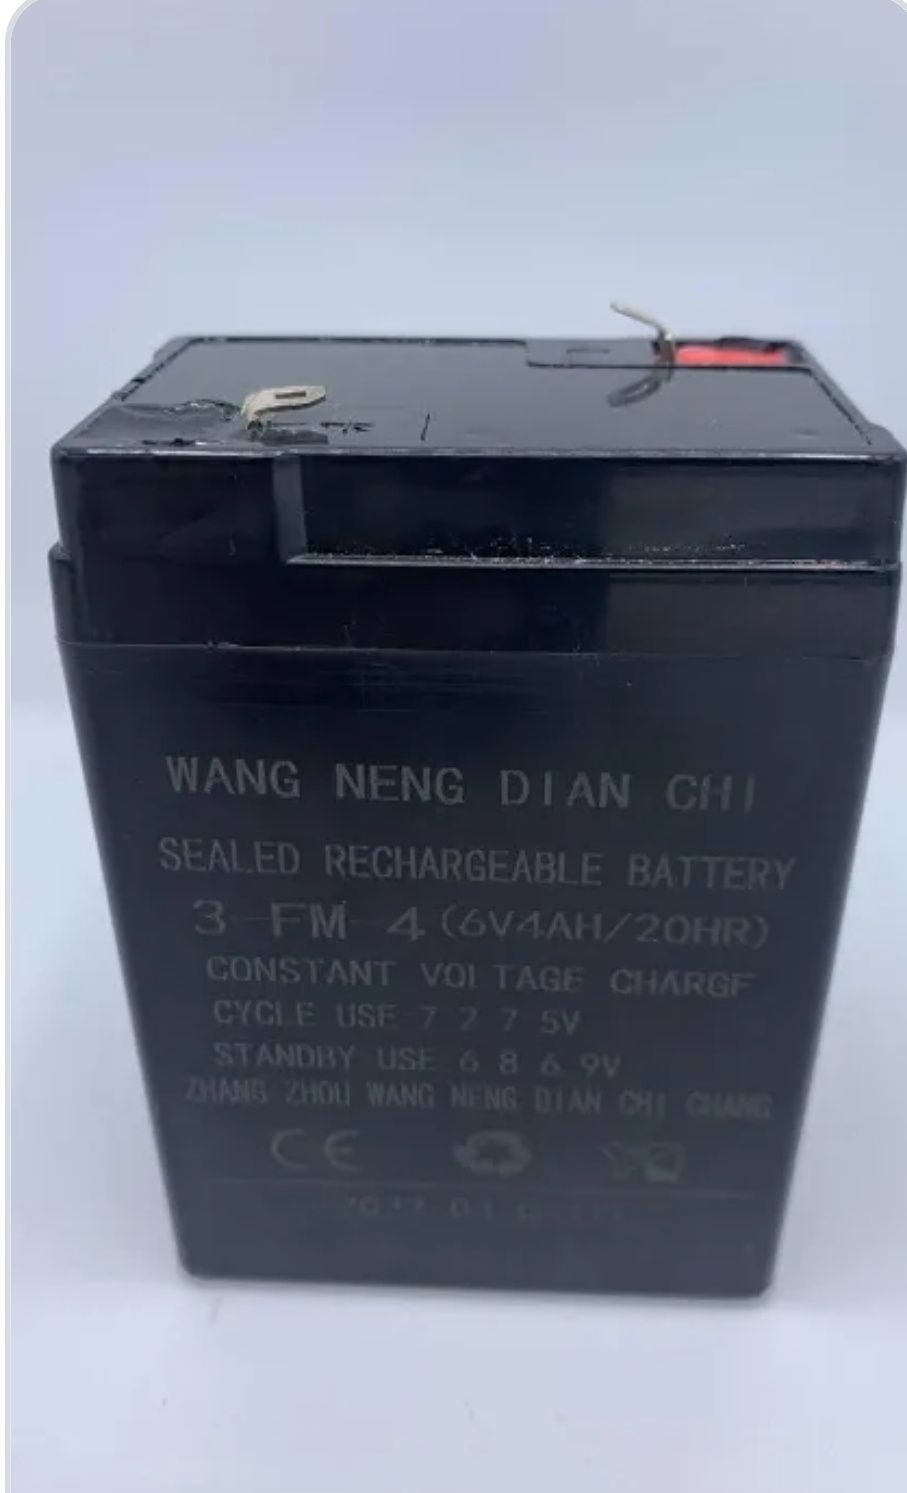 WANG NENG DIAN CHI
SEALED RECHARGEABLE BATTERY
3-FM-4(6V4AH/20HR)
CONSTANT VOLTAGE CHARGE
CYCLE USE 7 2 7 5V
STANDBY USE 6 8 6 9V
ZHANG ZHOU WANG NENG DIAN CHI CHANG
CE